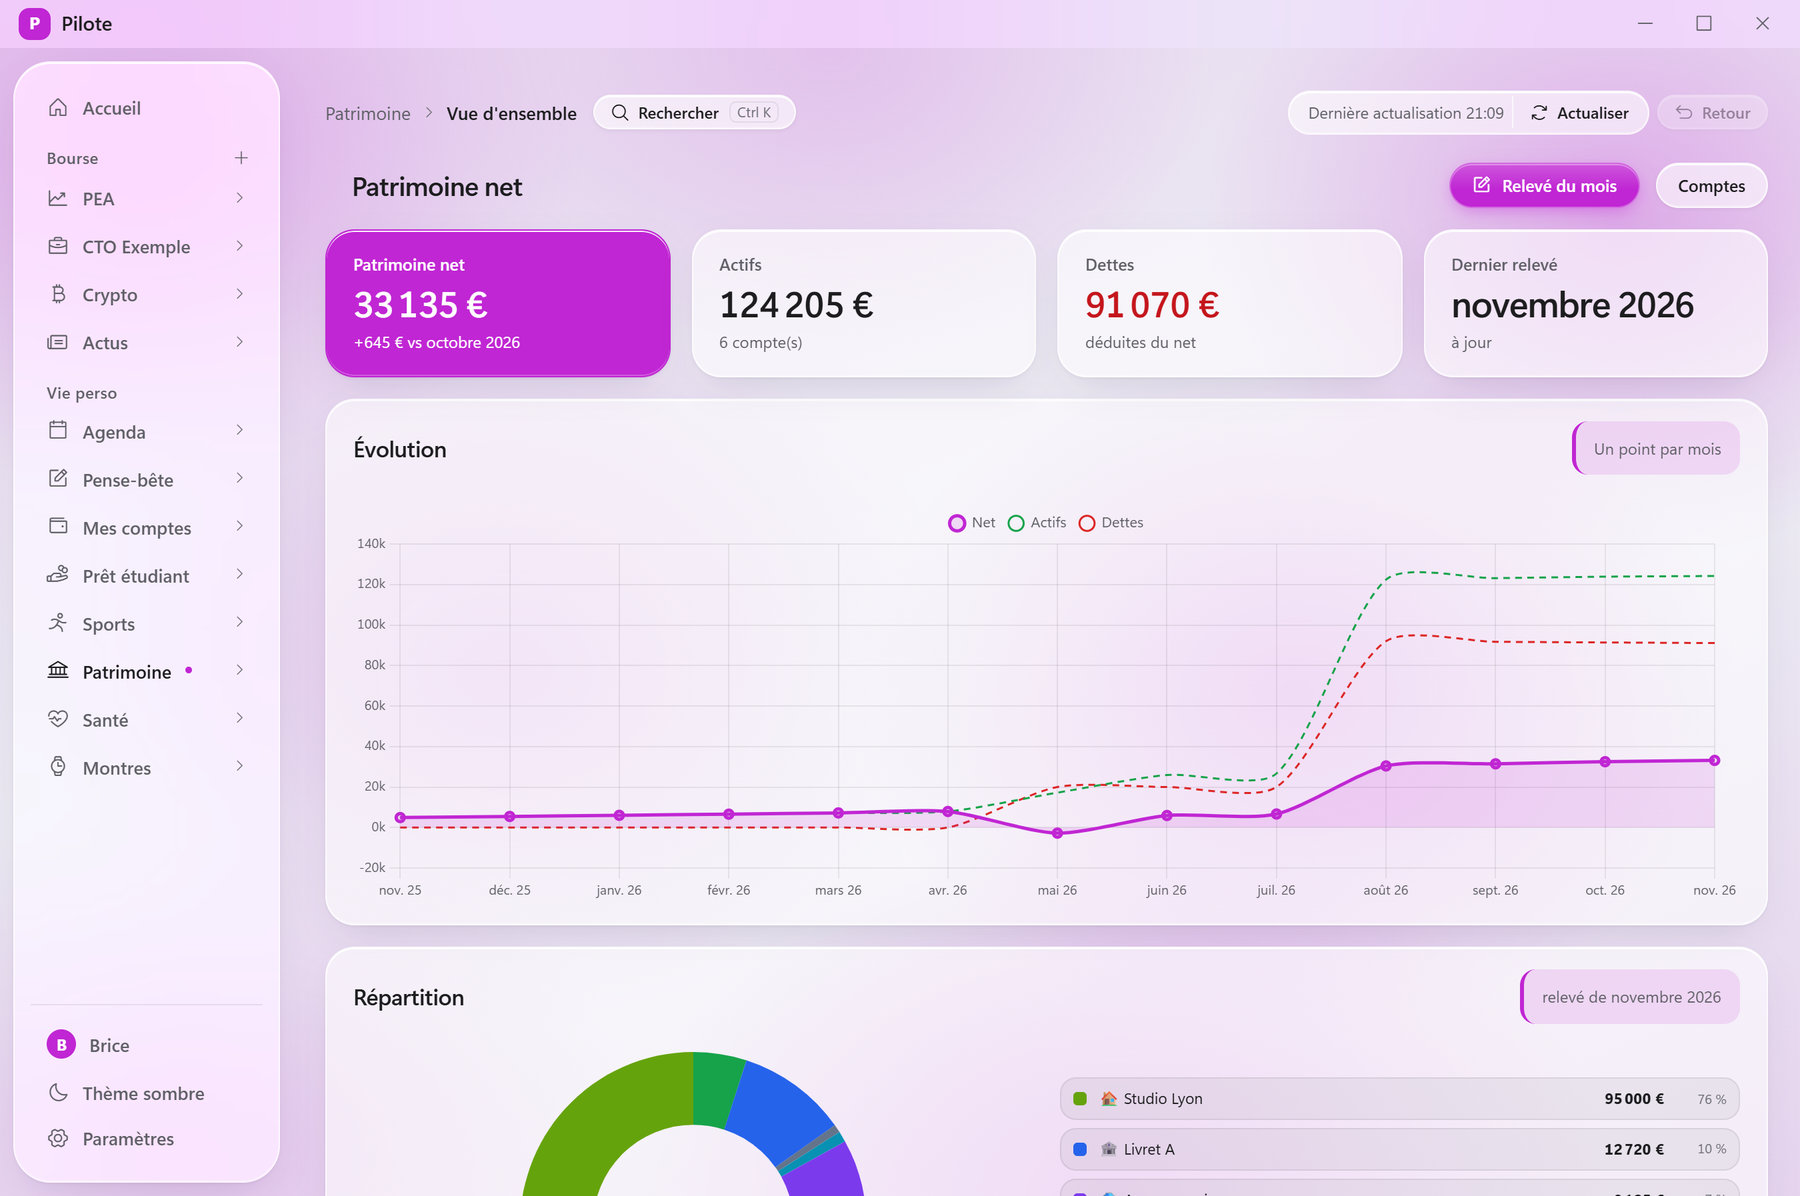 P Pilote
Accueil
Bourse
PEA
CTO Exemple
Crypto
Actus
Vie perso
Agenda
Pense-bête
Mes comptes
Prêt étudiant
Sports
Patrimoine
Santé
Montres
B Brice
Thème sombre
Paramètres
Patrimoine > Vue d'ensemble Rechercher Ctrl K
Dernière actualisation 21:09 Actualiser Retour
Patrimoine net
Relevé du mois Comptes
Patrimoine net
33 135 €
+645 € vs octobre 2026
Actifs
124 205 €
6 compte(s)
Dettes
91 070 €
déduites du net
Dernier relevé
novembre 2026
à jour
Évolution
Un point par mois
Net Actifs Dettes
140k
120k
100k
80k
60k
40k
20k
0k
-20k
nov. 25 déc. 25 janv. 26 févr. 26 mars 26 avr. 26 mai 26 juin 26 juil. 26 août 26 sept. 26 oct. 26 nov. 26
Répartition
relevé de novembre 2026
Studio Lyon 95 000 € 76 %
Livret A 12 720 € 10 %